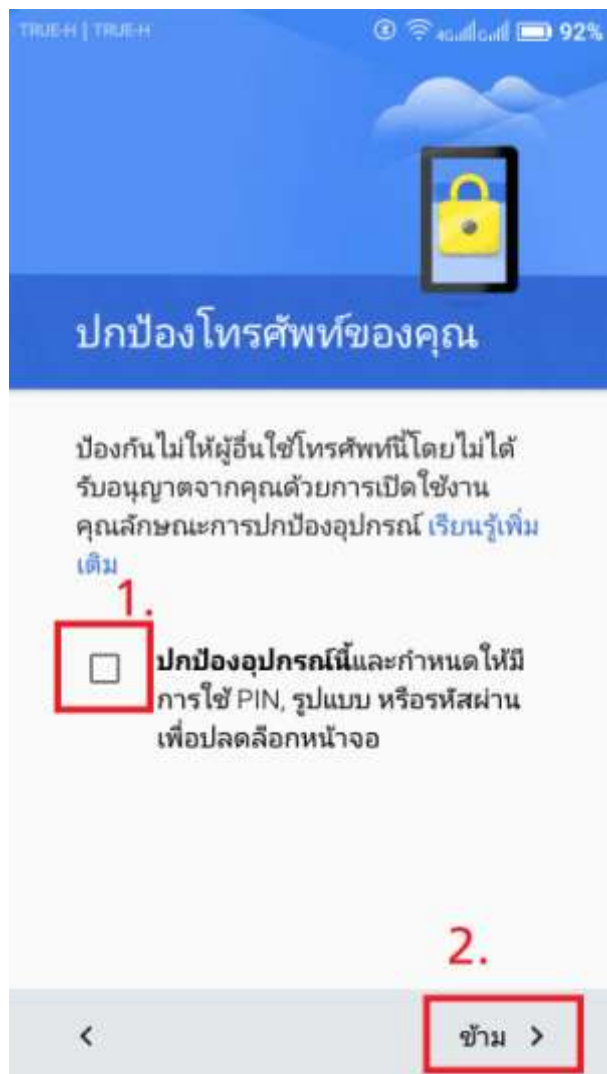 TRUE-H | TRUE-H
92%
ปกป้องโทรศัพท์ของคุณ
ป้องกันไม่ให้ผู้อื่นใช้โทรศัพท์นี้โดยไม่ได้
รับอนุญาตจากคุณด้วยการเปิดใช้งาน
คุณลักษณะการปกป้องอุปกรณ์ เรียนรู้เพิ่ม
เติม
1.
ปกป้องอุปกรณ์นี้และกำหนดให้มี
การใช้ PIN, รูปแบบ หรือรหัสผ่าน
เพื่อปลดล็อกหน้าจอ
2.
ข้าม